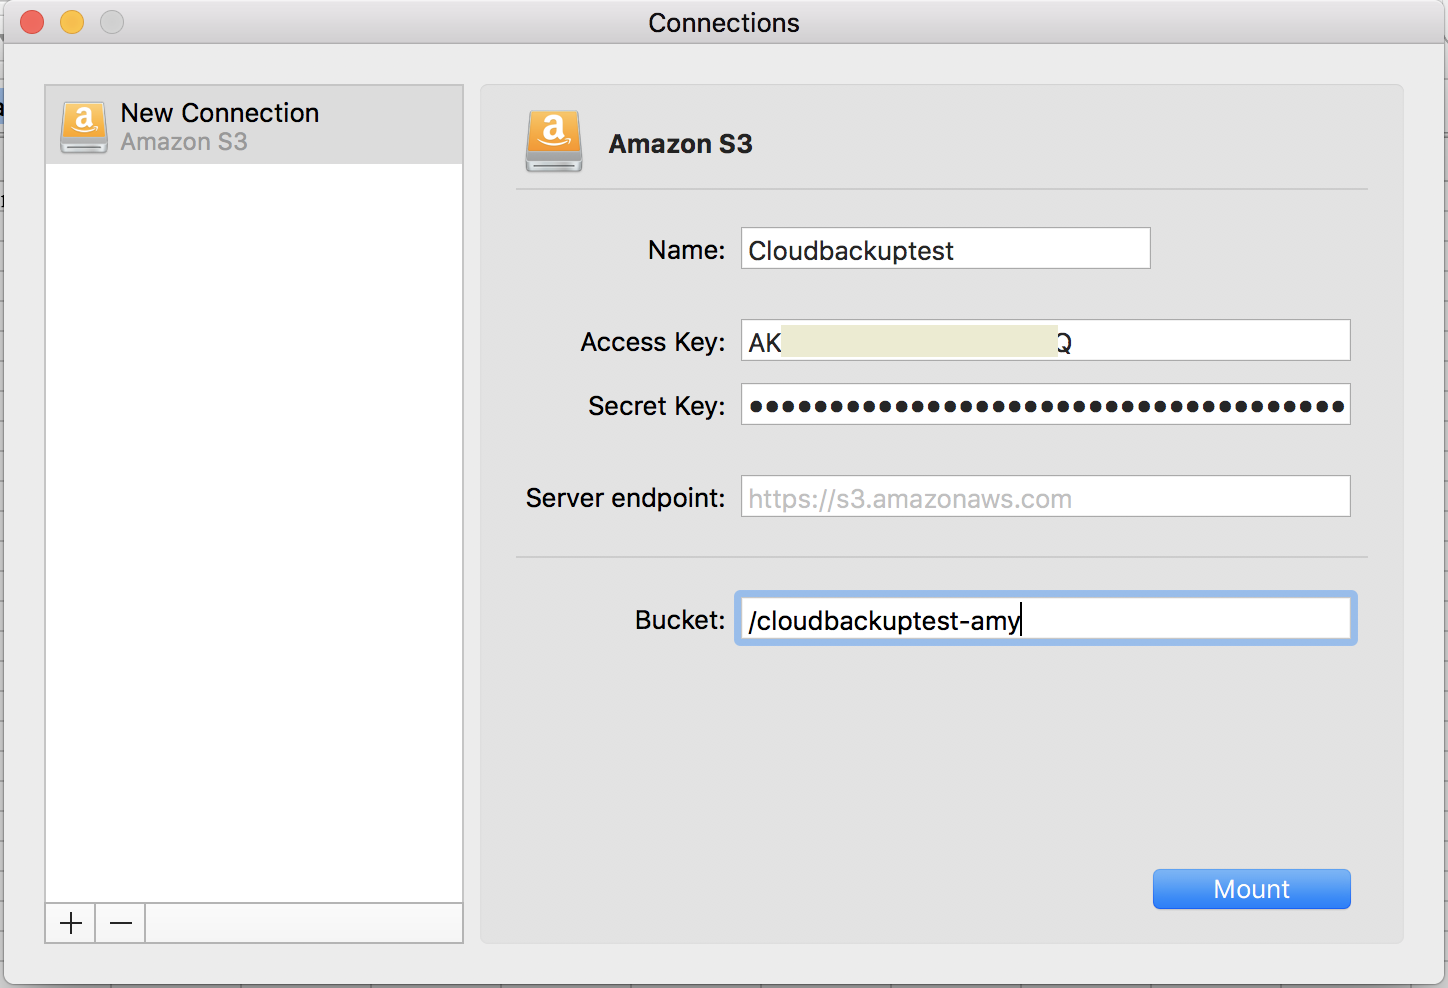 Connections
New Connection
Amazon S3
Amazon S3
Name: Cloudbackuptest
Access Key: AK Q
Secret Key: •••••••••••••••••••••••••••••••••••••
Server endpoint: https://s3.amazonaws.com
Bucket: /cloudbackuptest-amy
Mount